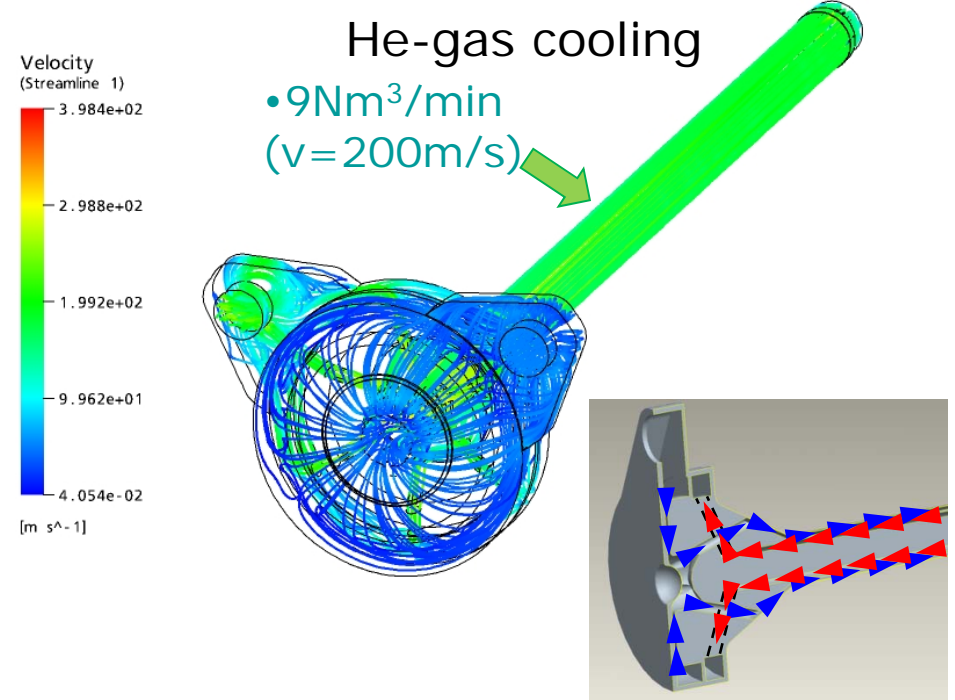 He-gas cooling
•9Nm³/min
(v=200m/s)
Velocity
(Streamline 1)
3.984e+02
2.988e+02
1.992e+02
9.962e+01
4.054e-02
[m s^-1]